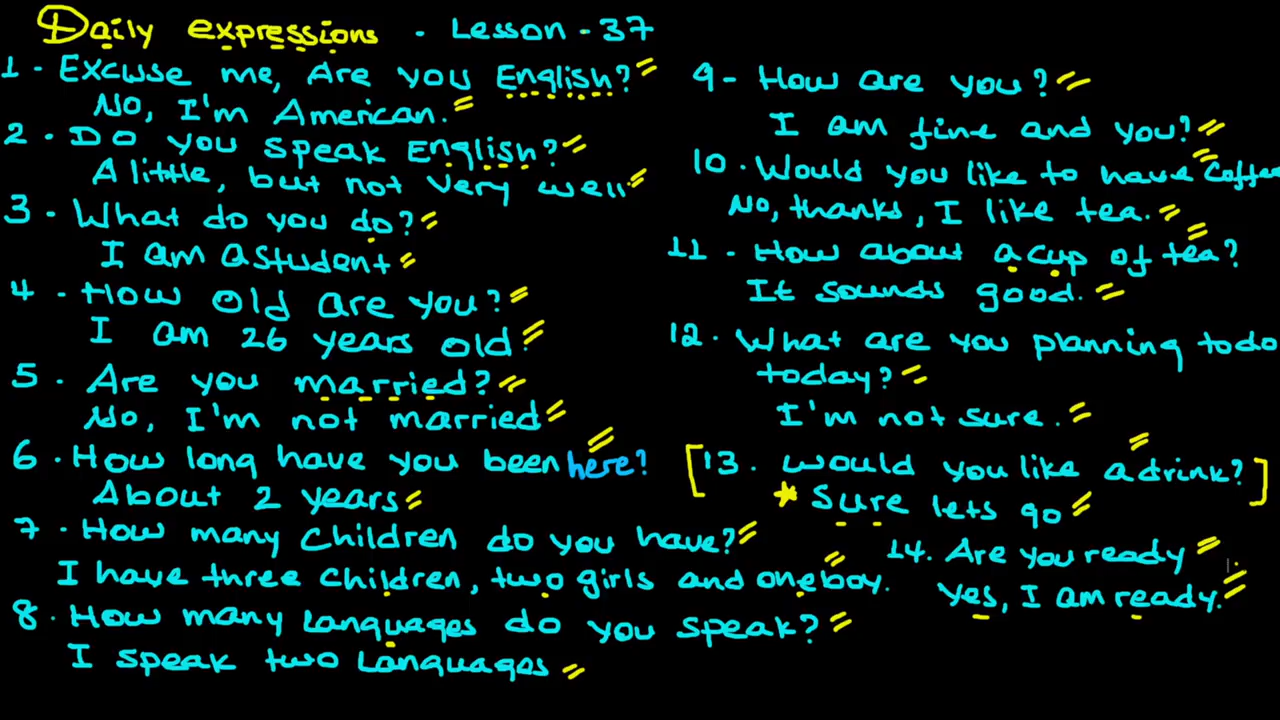 Daily expressions . Lesson - 37
1 - Excuse me, Are you English?
No, I'm American.
2 . Do you speak English?
A little, but not very well.
3 - What do you do?
I am a student
4 - How old are you?
I am 26 years old.
5 . Are you married?
No, I'm not married
6 . How long have you been here?
About 2 years
7 . How many children do you have?
I have three children, two girls and one boy.
8 . How many languages do you speak?
I speak two languages
9 - How are you?
I am fine and you?
10 . Would you like to have coffee
No, thanks, I like tea.
11 - How about a cup of tea?
It sounds good.
12 . What are you planning to do
today?
I'm not sure.
[13 . would you like a drink?]
* Sure lets go
14. Are you ready
Yes, I am ready.